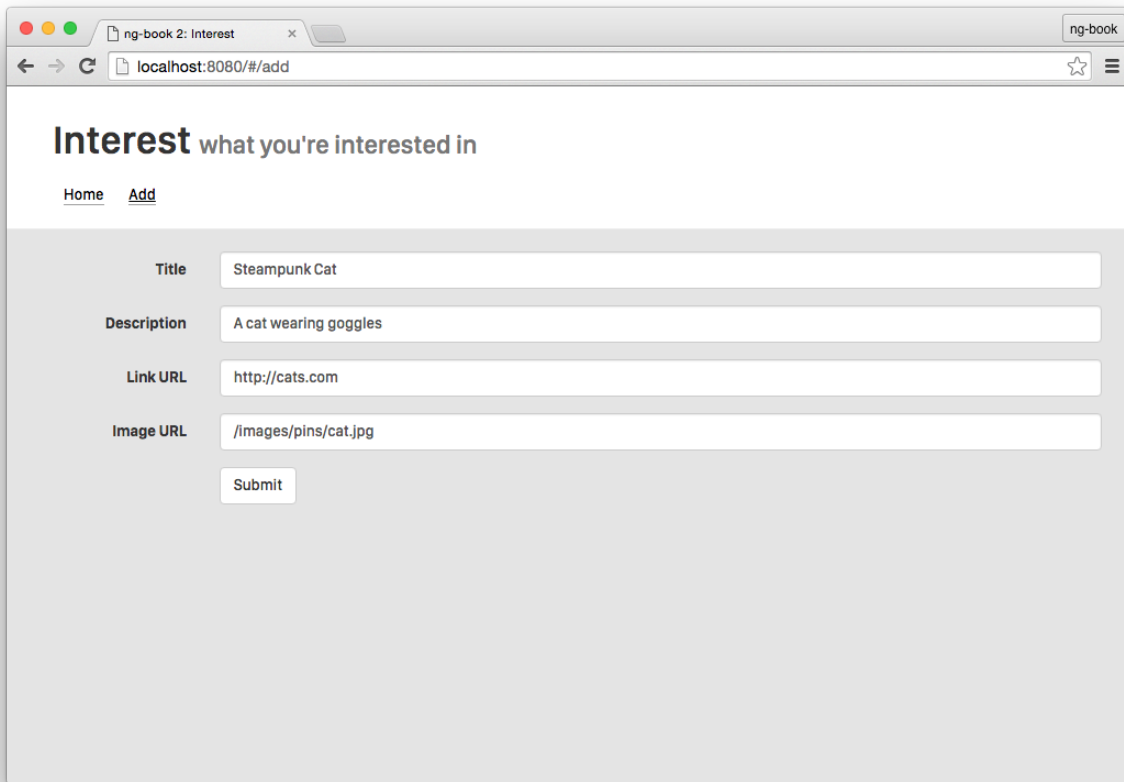 ng-book 2: Interest
ng-book
localhost:8080/#/add
Interest what you're interested in
Home Add
Title Steampunk Cat
Description A cat wearing goggles
Link URL http://cats.com
Image URL /images/pins/cat.jpg
Submit